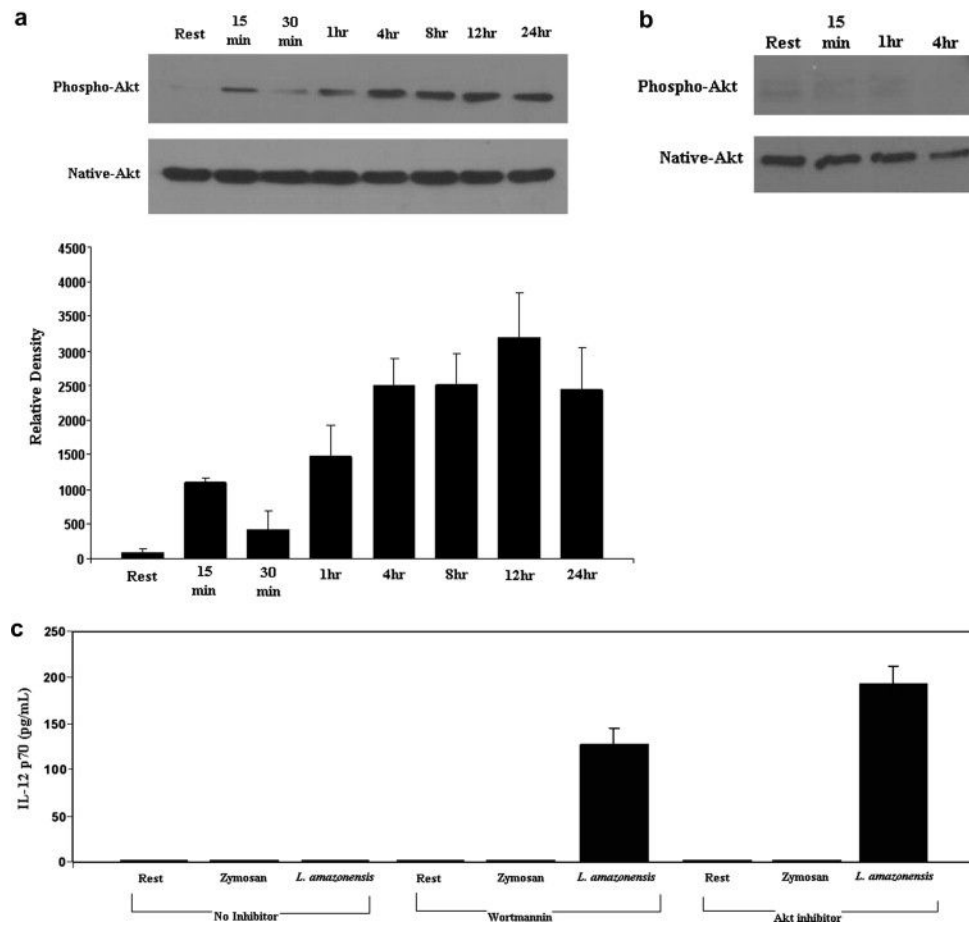 a
Rest 15 min 30 min 1hr 4hr 8hr 12hr 24hr
Phospho-Akt
Native-Akt
b
Rest 15 min 1hr 4hr
Phospho-Akt
Native-Akt
Relative Density
4500
4000
3500
3000
2500
2000
1500
1000
500
0
Rest 15 min 30 min 1hr 4hr 8hr 12hr 24hr
c
IL-12 p70 (pg/mL)
250
200
150
100
50
0
Rest Zymosan L. amazonensis Rest Zymosan L. amazonensis Rest Zymosan L. amazonensis
No Inhibitor Wortmannin Akt inhibitor